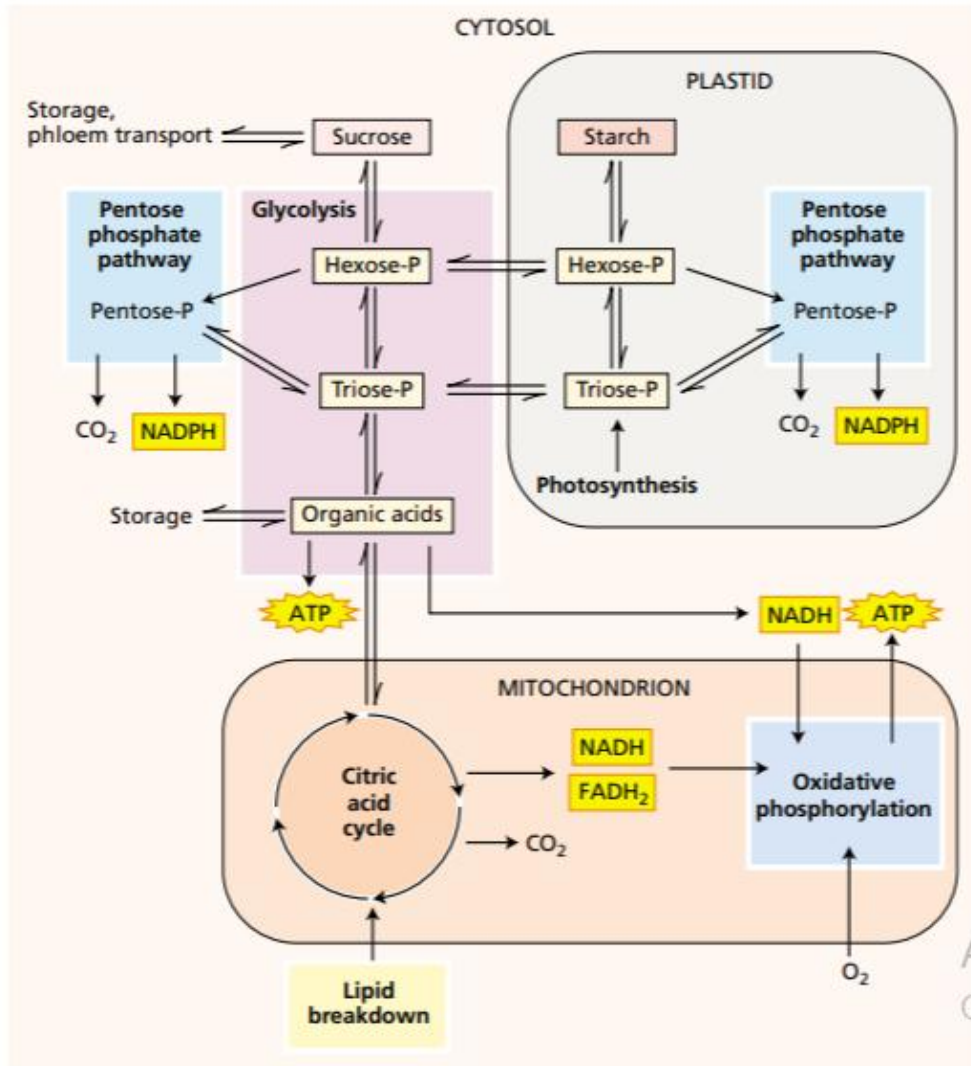 CYTOSOL
PLASTID
Storage,
phloem transport
Sucrose
Starch
Pentose
phosphate
pathway
Glycolysis
Pentose
phosphate
pathway
Hexose-P
Hexose-P
Pentose-P
Pentose-P
Triose-P
Triose-P
CO₂
NADPH
CO₂
NADPH
Photosynthesis
Storage
Organic acids
ATP
NADH
ATP
MITOCHONDRION
Citric
acid
cycle
NADH
FADH₂
Oxidative
phosphorylation
CO₂
O₂
Lipid
breakdown